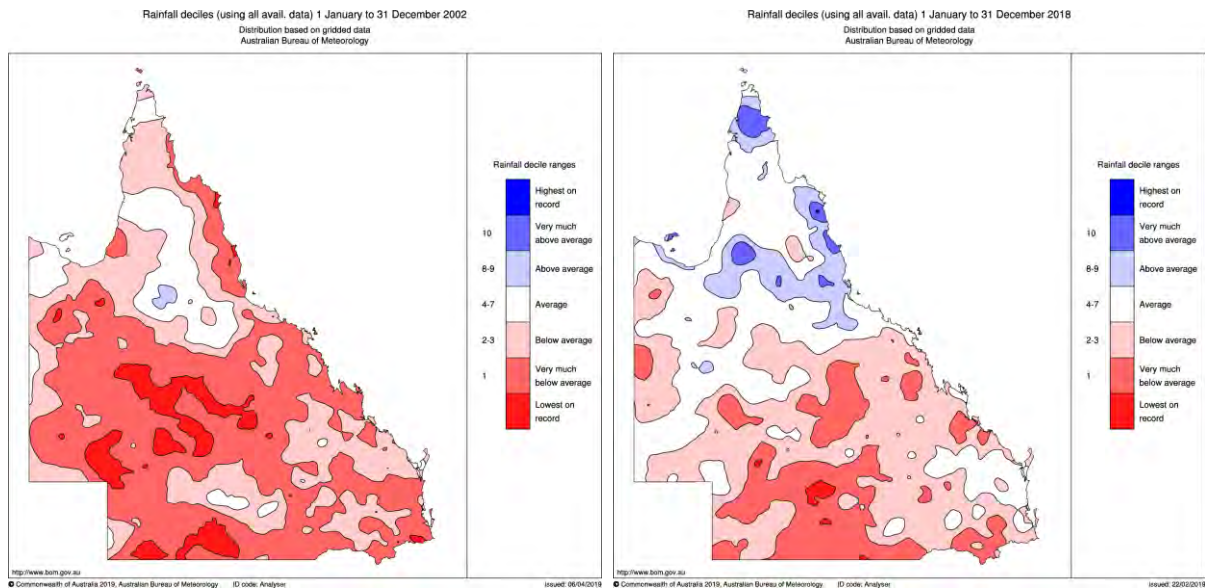 Rainfall deciles (using all avail. data) 1 January to 31 December 2002
Distribution based on gridded data
Australian Bureau of Meteorology
Rainfall decile ranges
Highest on
record
10
Very much
above average
8-9
Above average
4-7
Average
2-3
Below average
1
Very much
below average
Lowest on
record
http://www.bom.gov.au
© Commonwealth of Australia 2019, Australian Bureau of Meteorology
ID code: Analyser
issued: 06/04/2019
Rainfall deciles (using all avail. data) 1 January to 31 December 2018
Distribution based on gridded data
Australian Bureau of Meteorology
Rainfall decile ranges
Highest on
record
10
Very much
above average
8-9
Above average
4-7
Average
2-3
Below average
1
Very much
below average
Lowest on
record
http://www.bom.gov.au
© Commonwealth of Australia 2019, Australian Bureau of Meteorology
ID code: Analyser
issued: 22/02/2019